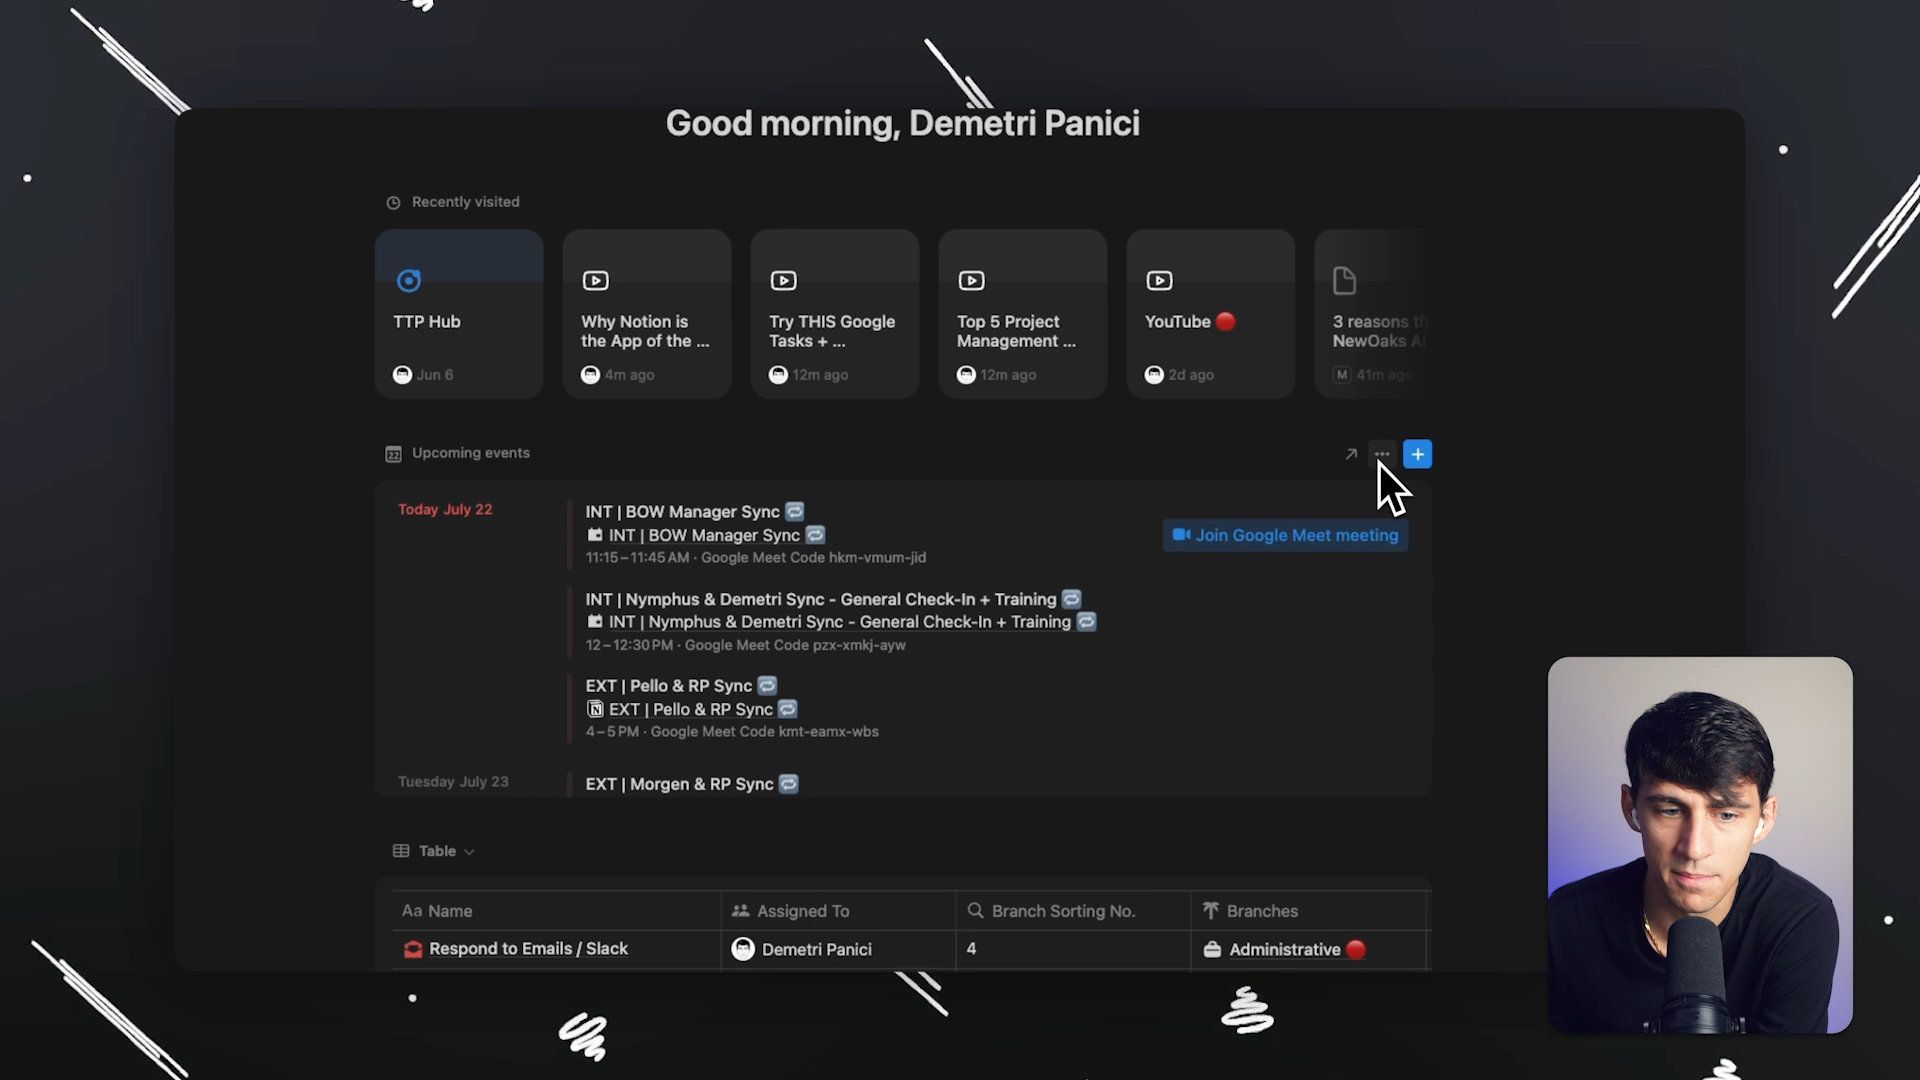 Good morning, Demetri Panici
Recently visited
TTP Hub
Jun 6
Why Notion is
the App of the ...
4m ago
Try THIS Google
Tasks + ...
12m ago
Top 5 Project
Management ...
12m ago
YouTube
2d ago
3 reasons th
NewOaks AI
M 41m ago
22 Upcoming events
Today July 22
INT | BOW Manager Sync
INT | BOW Manager Sync
11:15 – 11:45 AM · Google Meet Code hkm-vmum-jid
Join Google Meet meeting
INT | Nymphus & Demetri Sync - General Check-In + Training
INT | Nymphus & Demetri Sync - General Check-In + Training
12 – 12:30 PM · Google Meet Code pzx-xmkj-ayw
EXT | Pello & RP Sync
EXT | Pello & RP Sync
4 – 5 PM · Google Meet Code kmt-eamx-wbs
Tuesday July 23
EXT | Morgen & RP Sync
Table
Aa Name
Assigned To
Branch Sorting No.
Branches
Respond to Emails / Slack
Demetri Panici
4
Administrative